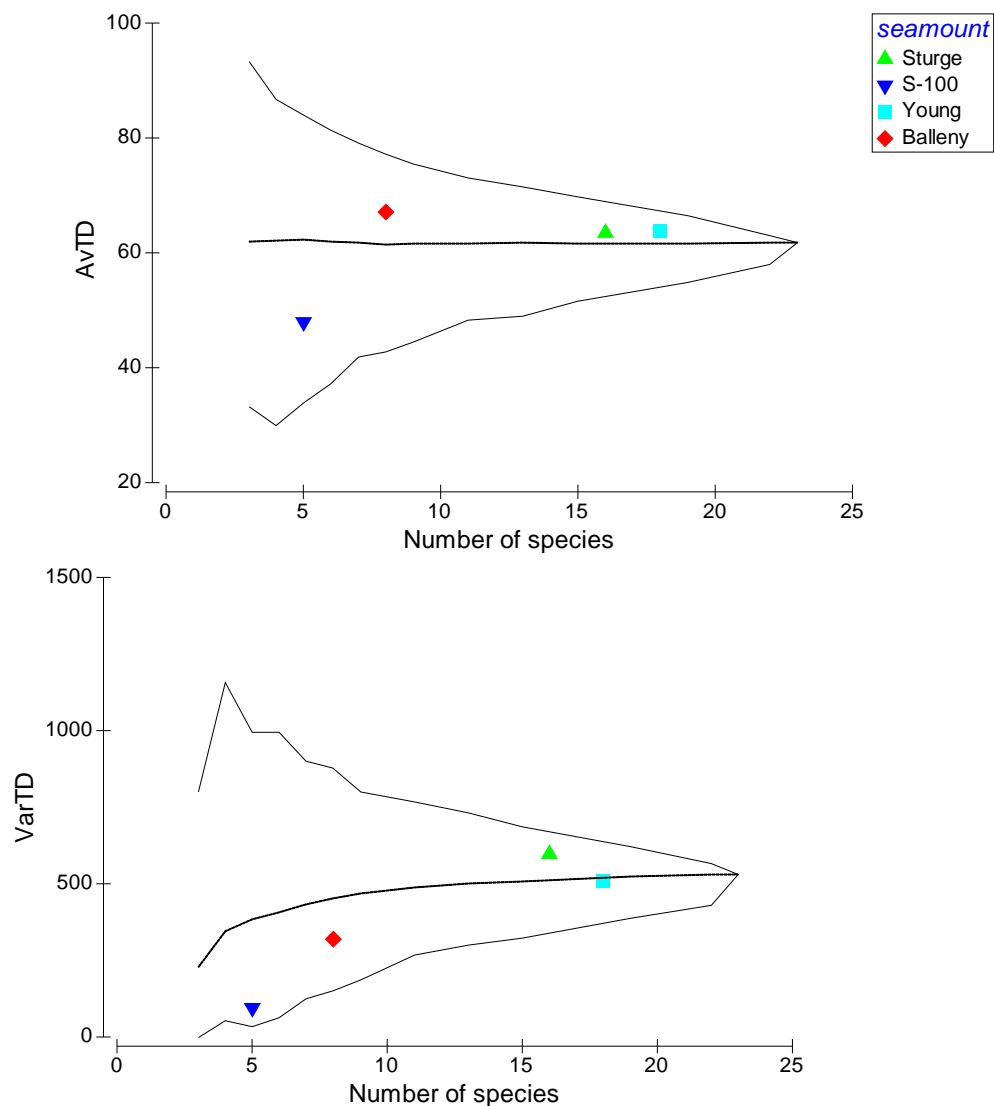 100
80
60
40
20
AvTD
0 5 10 15 20 25
Number of species
seamount
Sturge
S-100
Young
Balleny
1500
1000
500
0
VarTD
0 5 10 15 20 25
Number of species